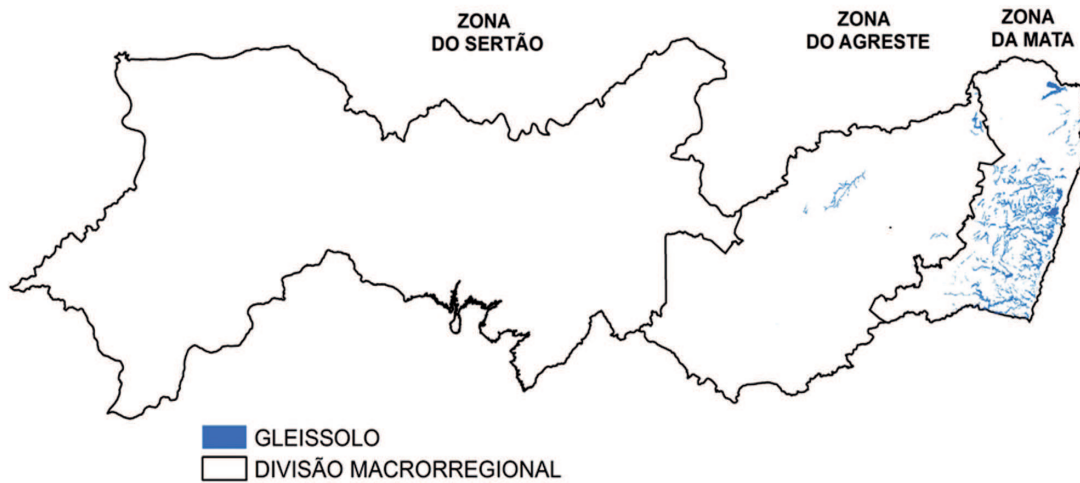 ZONA
DO SERTÃO
ZONA
DO AGRESTE
ZONA
DA MATA
GLEISSOLO
DIVISÃO MACRORREGIONAL